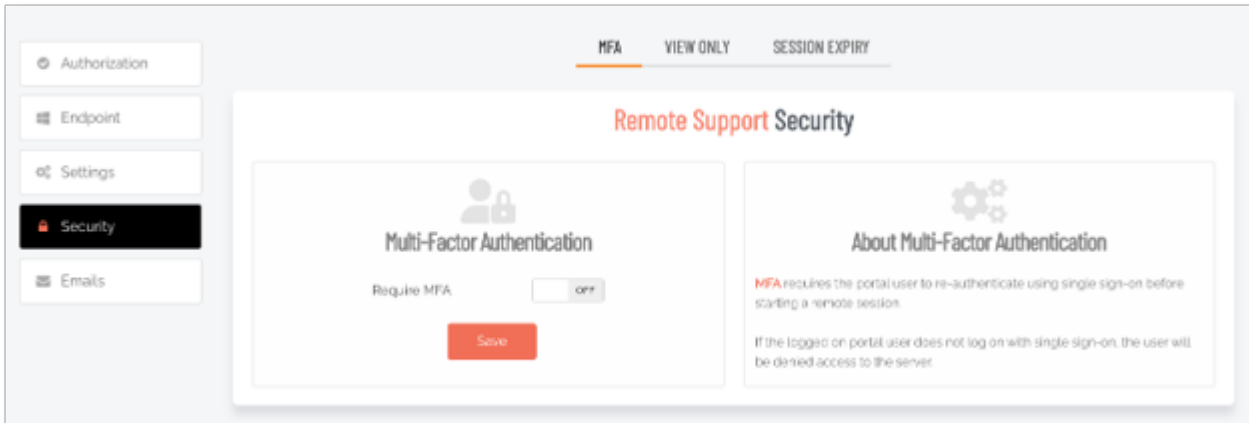 MFA VIEW ONLY SESSION EXPIRY
Authorization
Endpoint
Settings
Security
Emails
Remote Support Security
Multi-Factor Authentication
Require MFA OFF
Save
About Multi-Factor Authentication
MFA requires the portal user to re-authenticate using single sign-on before
starting a remote session.
If the logged on portal user does not log on with single sign-on, the user will
be denied access to the server.